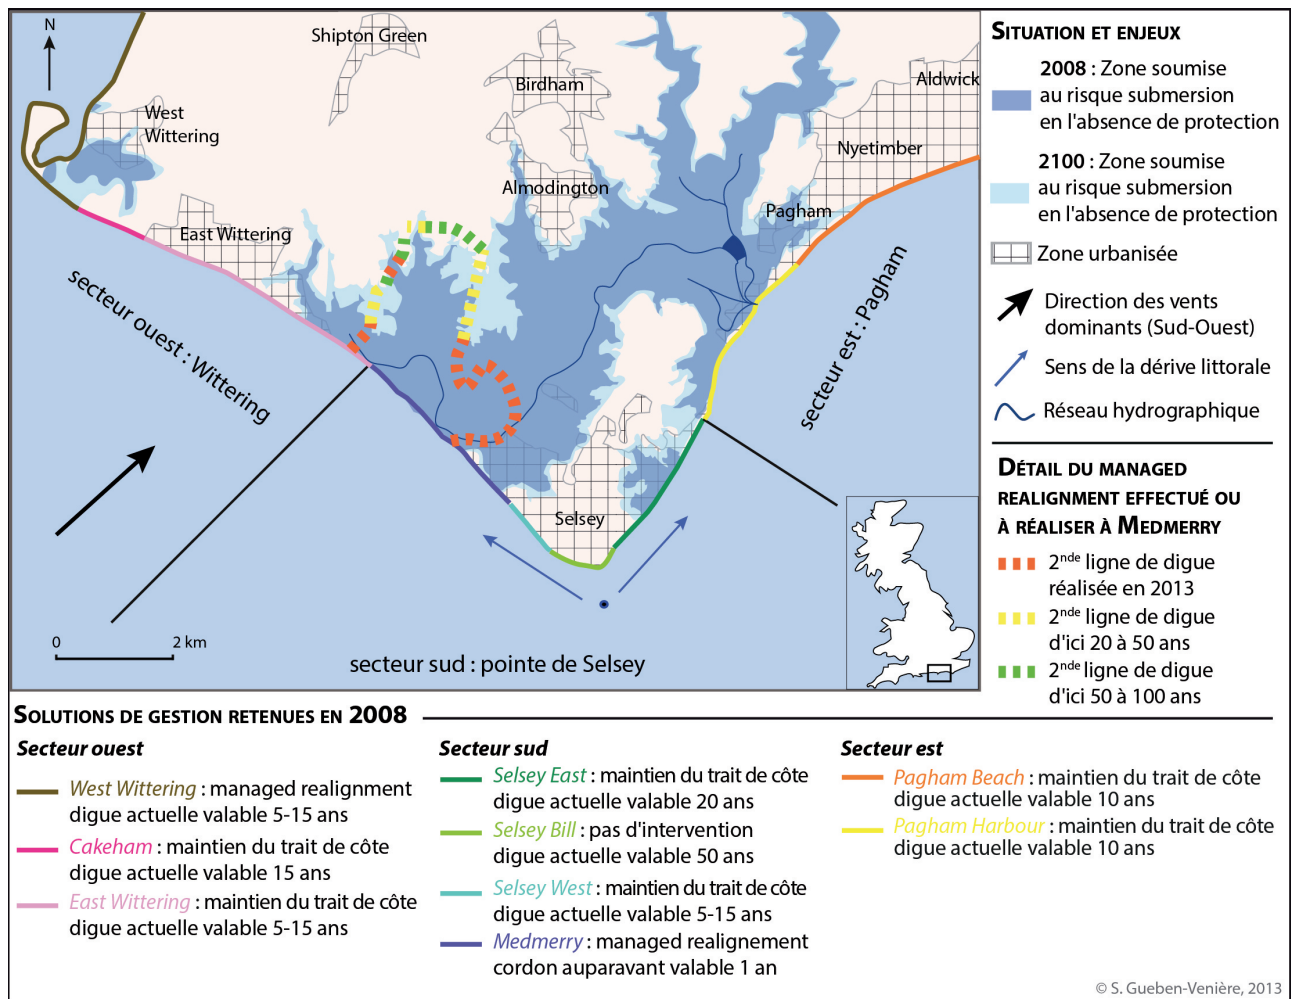 N
Shipton Green
Birdham
Aldwick
West
Wittering
Nyetimber
Almodington
Pagham
East Wittering
secteur ouest : Wittering
secteur est : Pagham
Selsey
0 2 km
secteur sud : pointe de Selsey
SITUATION ET ENJEUX
2008 : Zone soumise
au risque submersion
en l'absence de protection
2100 : Zone soumise
au risque submersion
en l'absence de protection
Zone urbanisée
Direction des vents
dominants (Sud-Ouest)
Sens de la dérive littorale
Réseau hydrographique
DÉTAIL DU MANAGED
REALIGNMENT EFFECTUÉ OU
À RÉALISER À MEDMERRY
2nde ligne de digue
réalisée en 2013
2nde ligne de digue
d'ici 20 à 50 ans
2nde ligne de digue
d'ici 50 à 100 ans
SOLUTIONS DE GESTION RETENUES EN 2008
Secteur ouest
West Wittering : managed realignment
digue actuelle valable 5-15 ans
Cakeham : maintien du trait de côte
digue actuelle valable 15 ans
East Wittering : maintien du trait de côte
digue actuelle valable 5-15 ans
Secteur sud
Selsey East : maintien du trait de côte
digue actuelle valable 20 ans
Selsey Bill : pas d'intervention
digue actuelle valable 50 ans
Selsey West : maintien du trait de côte
digue actuelle valable 5-15 ans
Medmerry : managed realignement
cordon auparavant valable 1 an
Secteur est
Pagham Beach : maintien du trait de côte
digue actuelle valable 10 ans
Pagham Harbour : maintien du trait de côte
digue actuelle valable 10 ans
© S. Gueben-Venière, 2013